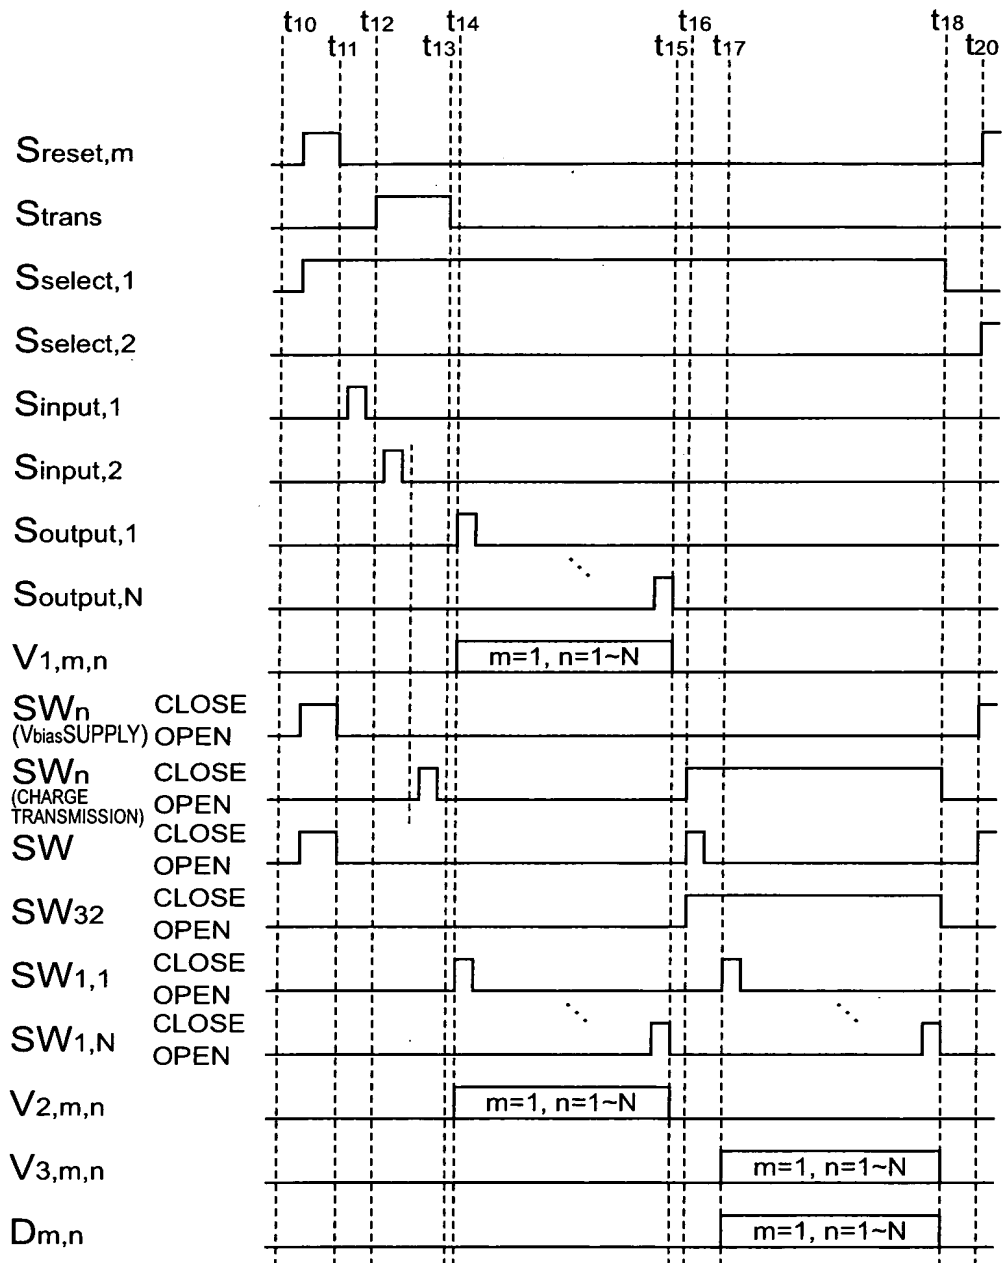 t10 t12 t14 t16 t18
t11 t13 t15 t17 t20
Sreset,m
Strans
Sselect,1
Sselect,2
Sinput,1
Sinput,2
Soutput,1
Soutput,N
V1,m,n m=1, n=1~N
SWn CLOSE
(VbiasSUPPLY) OPEN
SWn CLOSE
(CHARGE TRANSMISSION) OPEN
SW CLOSE
OPEN
SW32 CLOSE
OPEN
SW1,1 CLOSE
OPEN
SW1,N CLOSE
OPEN
V2,m,n m=1, n=1~N
V3,m,n m=1, n=1~N
Dm,n m=1, n=1~N